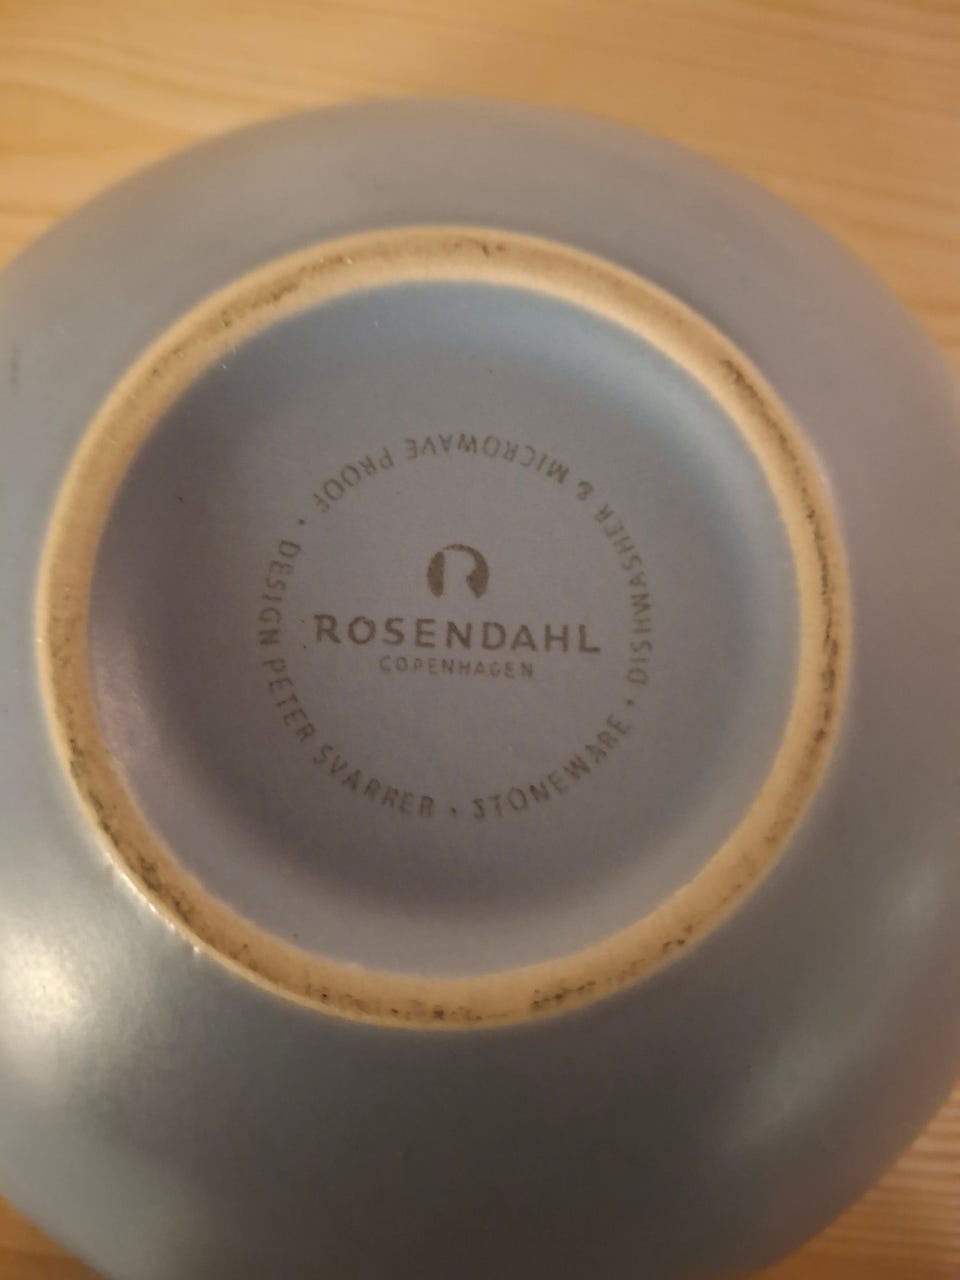 ROSENDAHL
COPENHAGEN
DESIGN PETER SVARRER • STONEWARE • DISHWASHER & MICROWAVE PROOF •